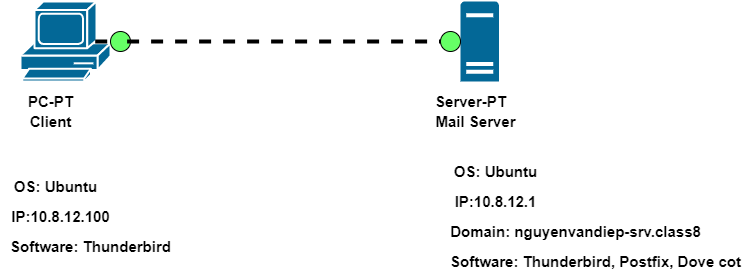 PC-PT
Client
Server-PT
Mail Server
OS: Ubuntu
IP:10.8.12.100
Software: Thunderbird
OS: Ubuntu
IP:10.8.12.1
Domain: nguyenvandiep-srv.class8
Software: Thunderbird, Postfix, Dove cot